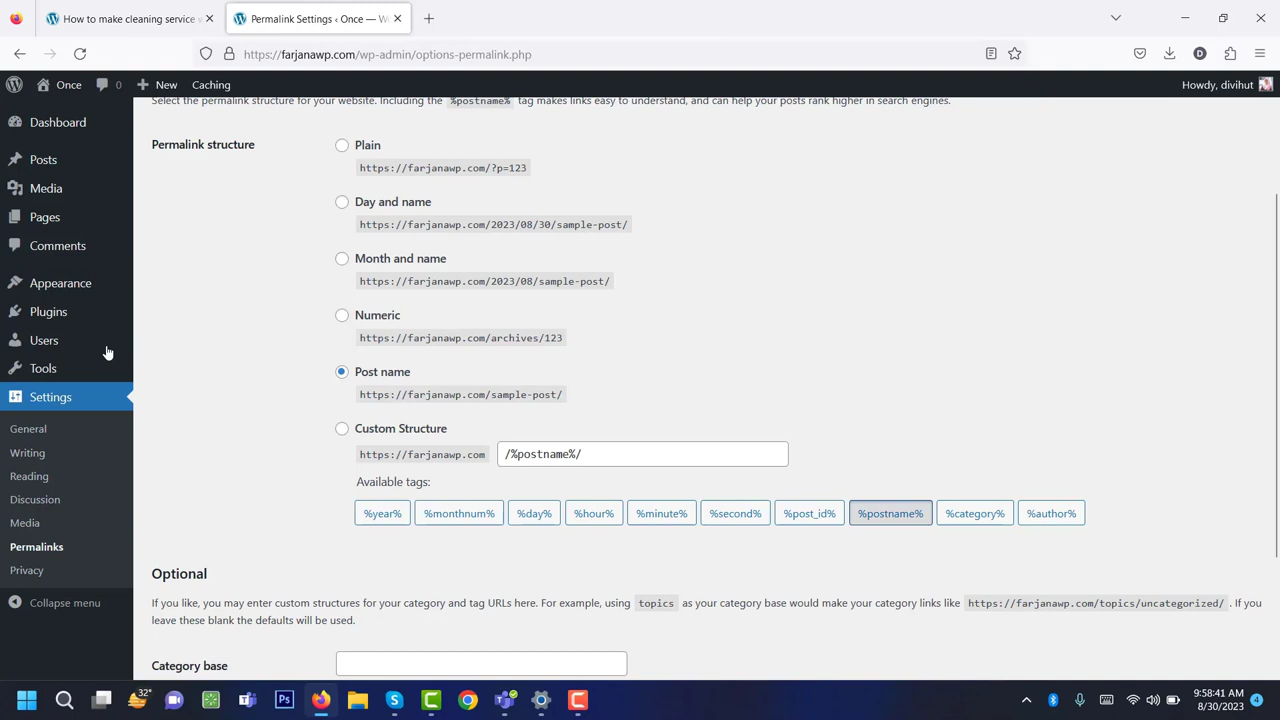 How to make cleaning service w
Permalink Settings ‹ Once — W
https://farjanawp.com/wp-admin/options-permalink.php
D
Once
0
New
Caching
Howdy, divihut
Dashboard
Posts
Media
Pages
Comments
Appearance
Plugins
Users
Tools
Settings
General
Writing
Reading
Discussion
Media
Permalinks
Privacy
Collapse menu
Select the permalink structure for your website. Including the %postname% tag makes links easy to understand, and can help your posts rank higher in search engines.
Permalink structure
Plain
https://farjanawp.com/?p=123
Day and name
https://farjanawp.com/2023/08/30/sample-post/
Month and name
https://farjanawp.com/2023/08/sample-post/
Numeric
https://farjanawp.com/archives/123
Post name
https://farjanawp.com/sample-post/
Custom Structure
https://farjanawp.com /%postname%/
Available tags:
%year% %monthnum% %day% %hour% %minute% %second% %post_id% %postname% %category% %author%
Optional
If you like, you may enter custom structures for your category and tag URLs here. For example, using topics as your category base would make your category links like https://farjanawp.com/topics/uncategorized/ . If you
leave these blank the defaults will be used.
Category base
32°
Ps
9:58:41 AM
8/30/2023
4